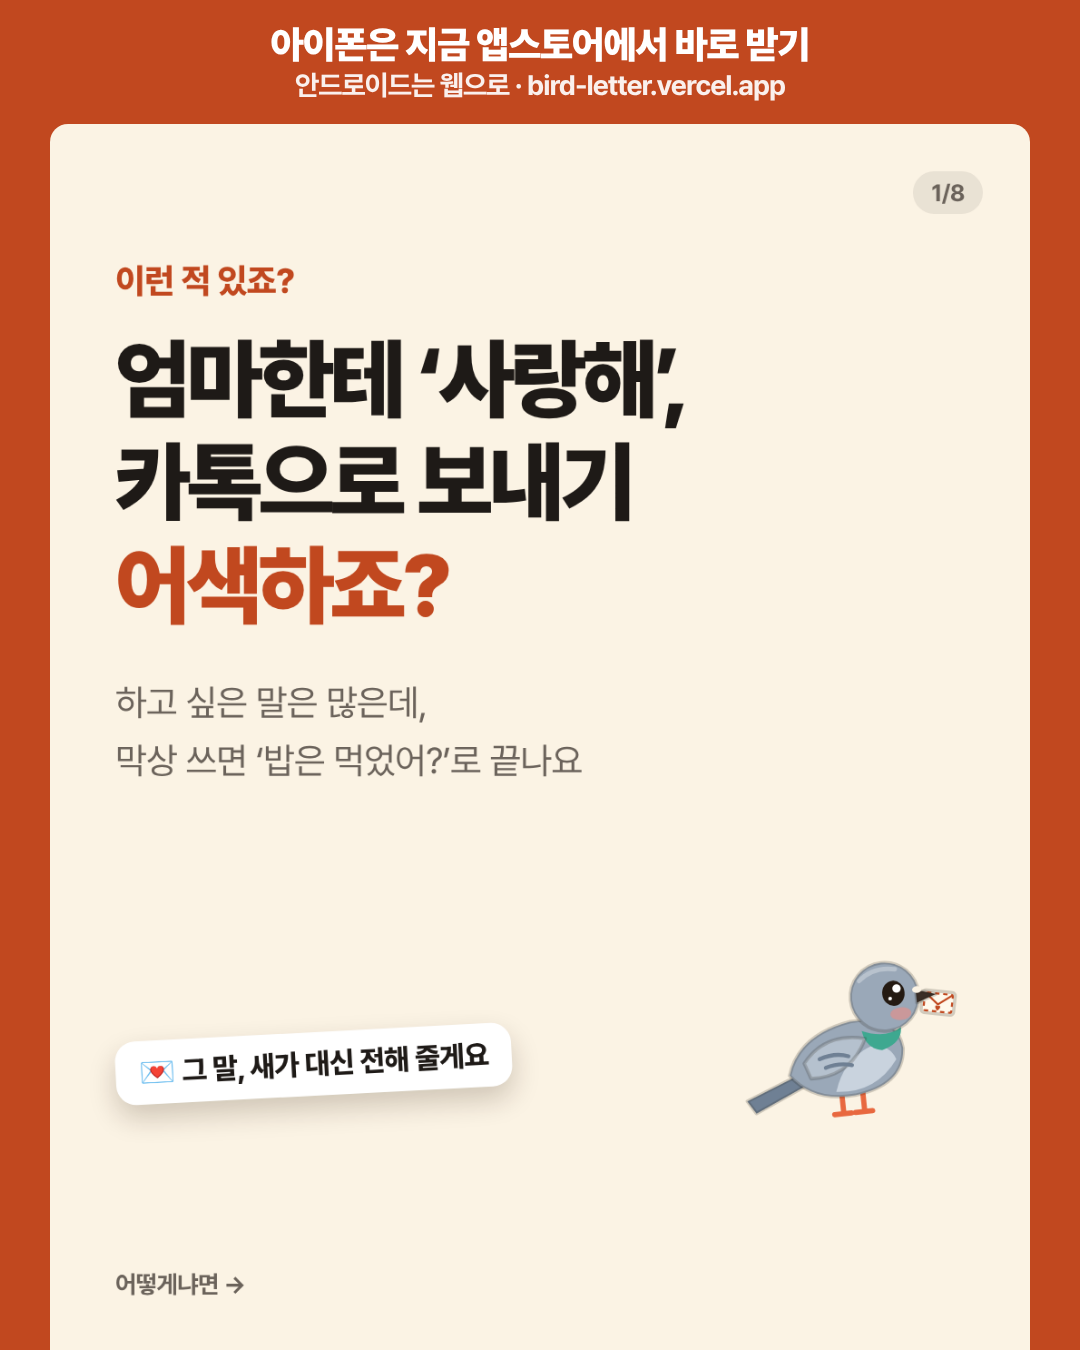 아이폰은 지금 앱스토어에서 바로 받기
안드로이드는 웹으로 · bird-letter.vercel.app
1/8
이런 적 있죠?
엄마한테 ‘사랑해’,
카톡으로 보내기
어색하죠?
하고 싶은 말은 많은데,
막상 쓰면 ‘밥은 먹었어?’로 끝나요
💌 그 말, 새가 대신 전해 줄게요
어떻게냐면 →